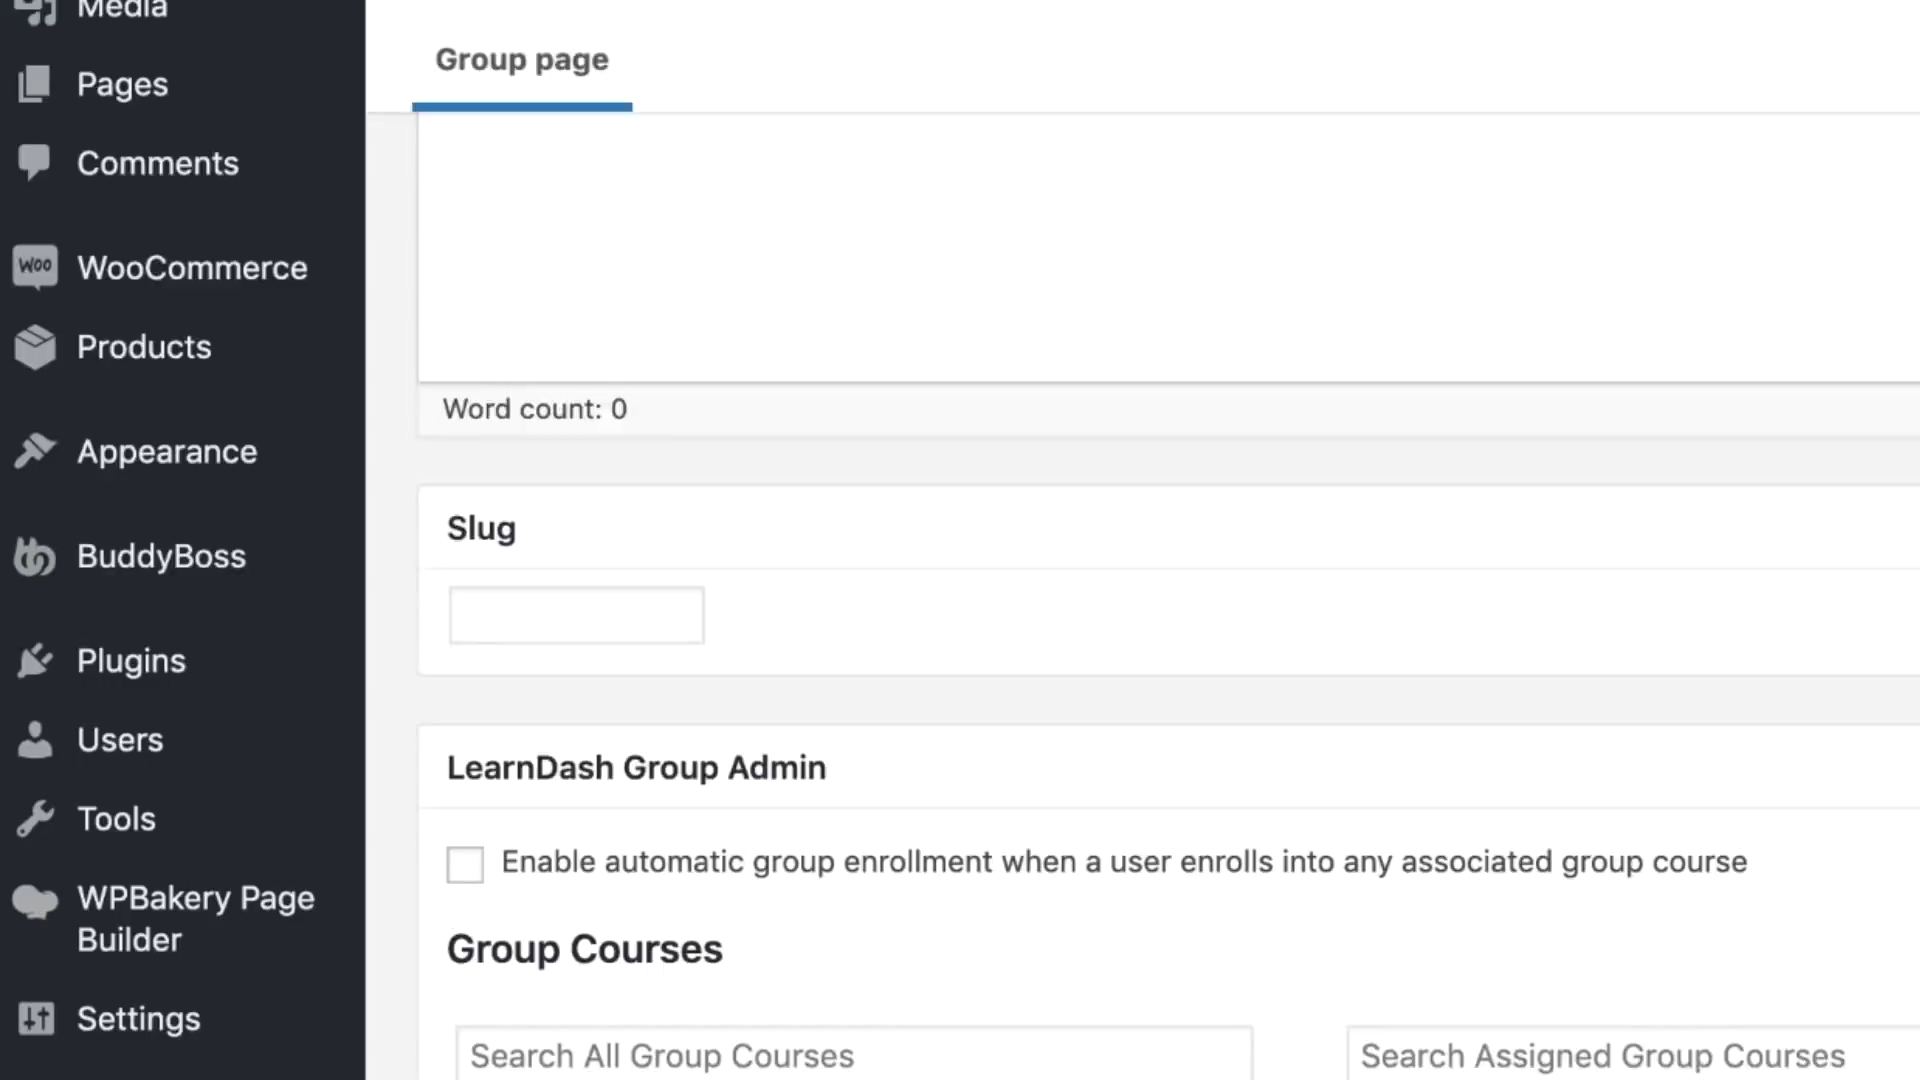 Media
Pages
Comments
Woo
WooCommerce
Products
Appearance
BuddyBoss
Plugins
Users
Tools
WPBakery Page
Builder
Settings
Group page
Word count: 0
Slug
LearnDash Group Admin
Enable automatic group enrollment when a user enrolls into any associated group course
Group Courses
Search All Group Courses
Search Assigned Group Courses